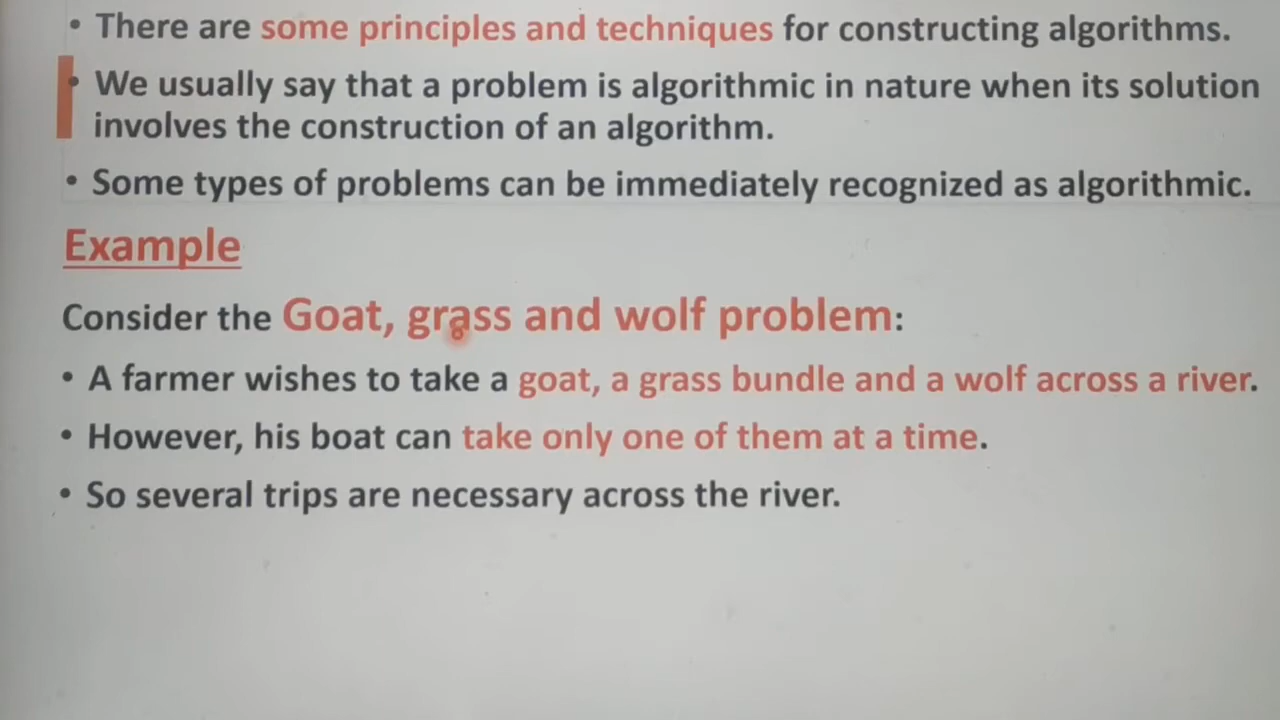 • There are some principles and techniques for constructing algorithms.
• We usually say that a problem is algorithmic in nature when its solution
involves the construction of an algorithm.
• Some types of problems can be immediately recognized as algorithmic.
Example
Consider the Goat, grass and wolf problem:
• A farmer wishes to take a goat, a grass bundle and a wolf across a river.
• However, his boat can take only one of them at a time.
• So several trips are necessary across the river.